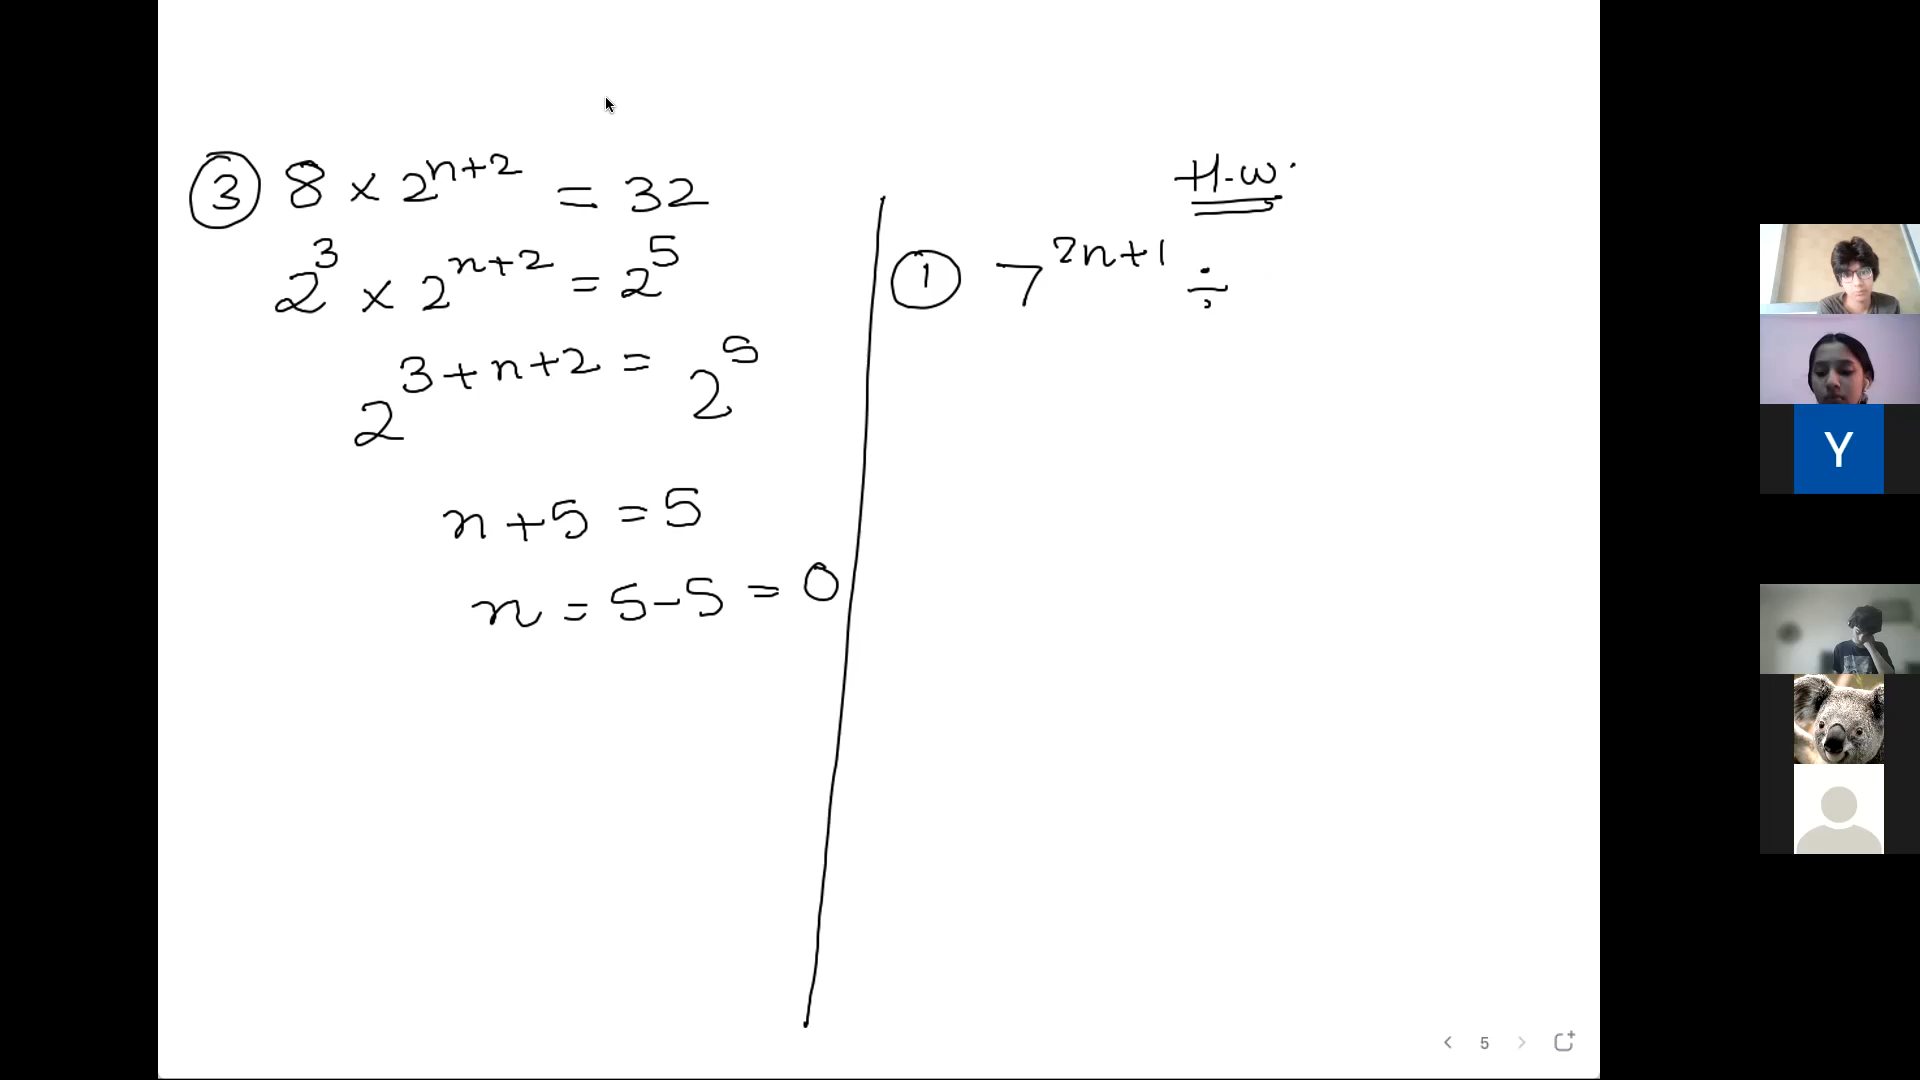 ③ 8 × 2^{n+2} = 32
2^3 × 2^{n+2} = 2^5
2^{3+n+2} = 2^5
n + 5 = 5
n = 5 - 5 = 0
H.W.
① 7^{2n+1} ÷
Y
5